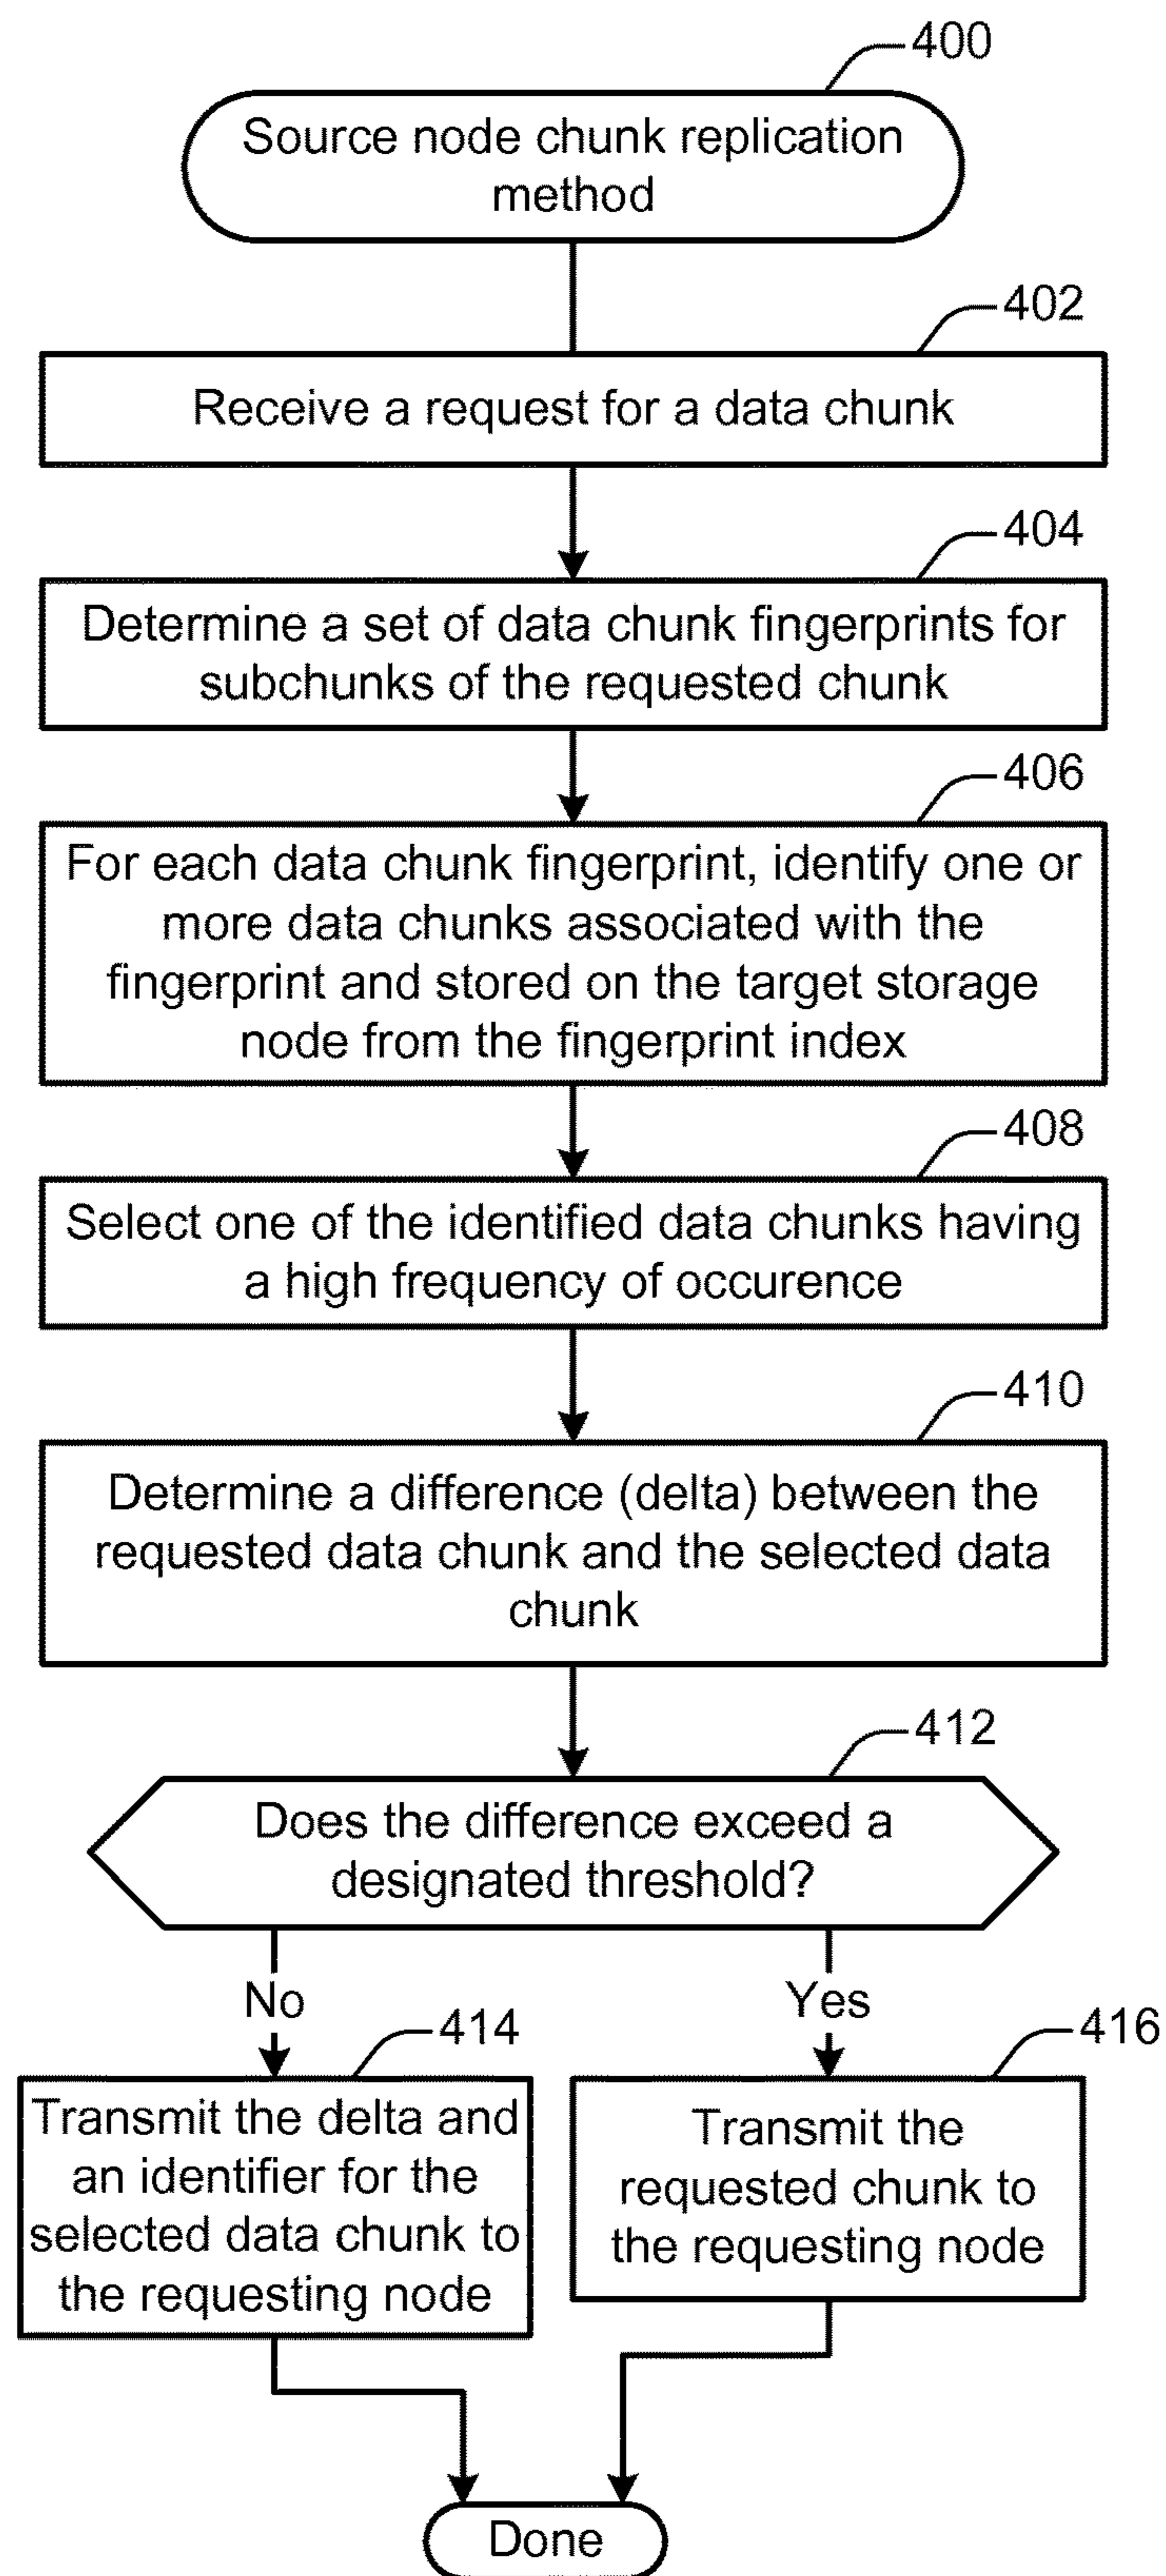 400
Source node chunk replication
method
402
Receive a request for a data chunk
404
Determine a set of data chunk fingerprints for
subchunks of the requested chunk
406
For each data chunk fingerprint, identify one or
more data chunks associated with the
fingerprint and stored on the target storage
node from the fingerprint index
408
Select one of the identified data chunks having
a high frequency of occurence
410
Determine a difference (delta) between the
requested data chunk and the selected data
chunk
412
Does the difference exceed a
designated threshold?
No
Yes
414
Transmit the delta and
an identifier for the
selected data chunk to
the requesting node
416
Transmit the
requested chunk to
the requesting node
Done